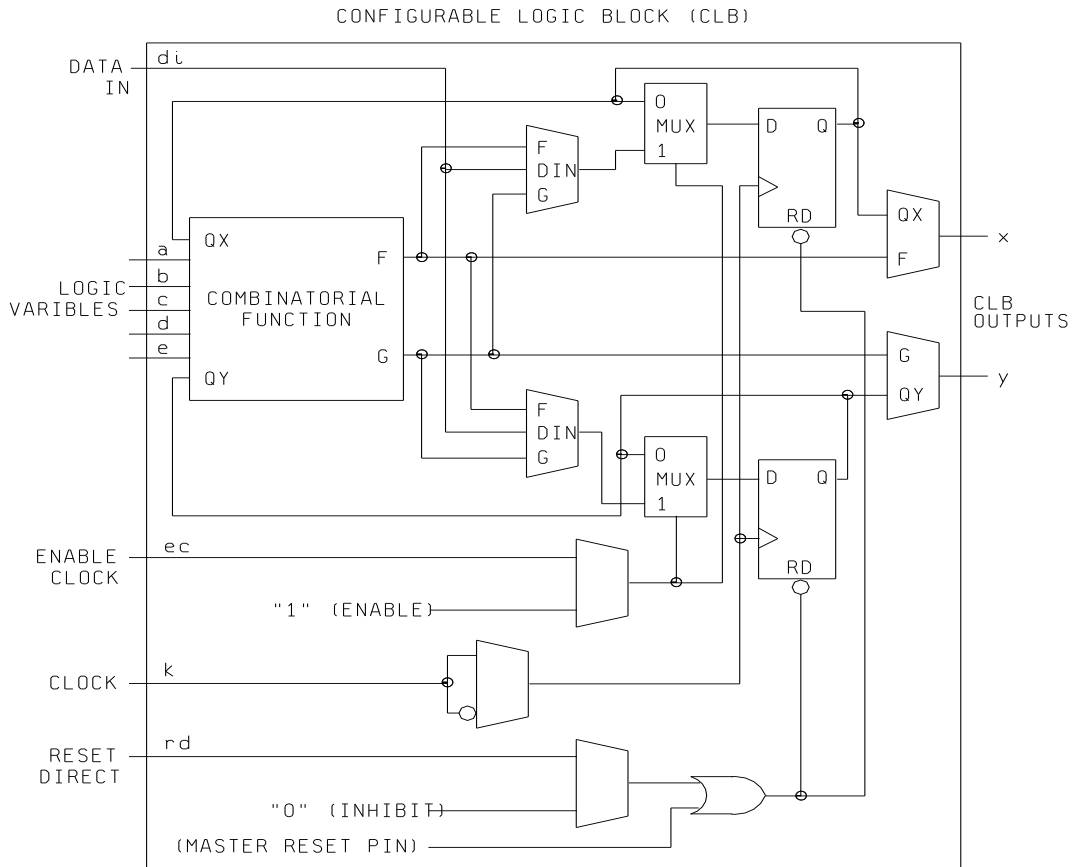 CONFIGURABLE LOGIC BLOCK (CLB)
DATA
IN
di
0
MUX
1
D Q
RD
F
DIN
G
QX
F
x
QX
F
COMBINATORIAL
FUNCTION
G
QY
a
b
c
d
e
LOGIC
VARIBLES
CLB
OUTPUTS
G
QY
y
F
DIN
G
0
MUX
1
D Q
RD
ENABLE
CLOCK
ec
"1" (ENABLE)
CLOCK
k
RESET
DIRECT
rd
"0" (INHIBIT)
(MASTER RESET PIN)